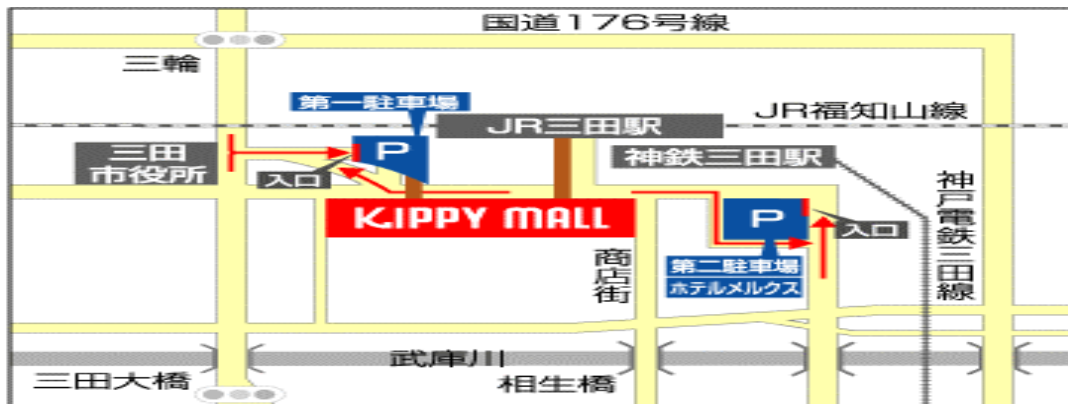 国道176号線
三輪
第一駐車場
JR福知山線
JR三田駅
三田
市役所
P
神鉄三田駅
入口
神戸電鉄三田線
KiPPY MALL
P
入口
商店街
第二駐車場
ホテルメルクス
武庫川
三田大橋
相生橋